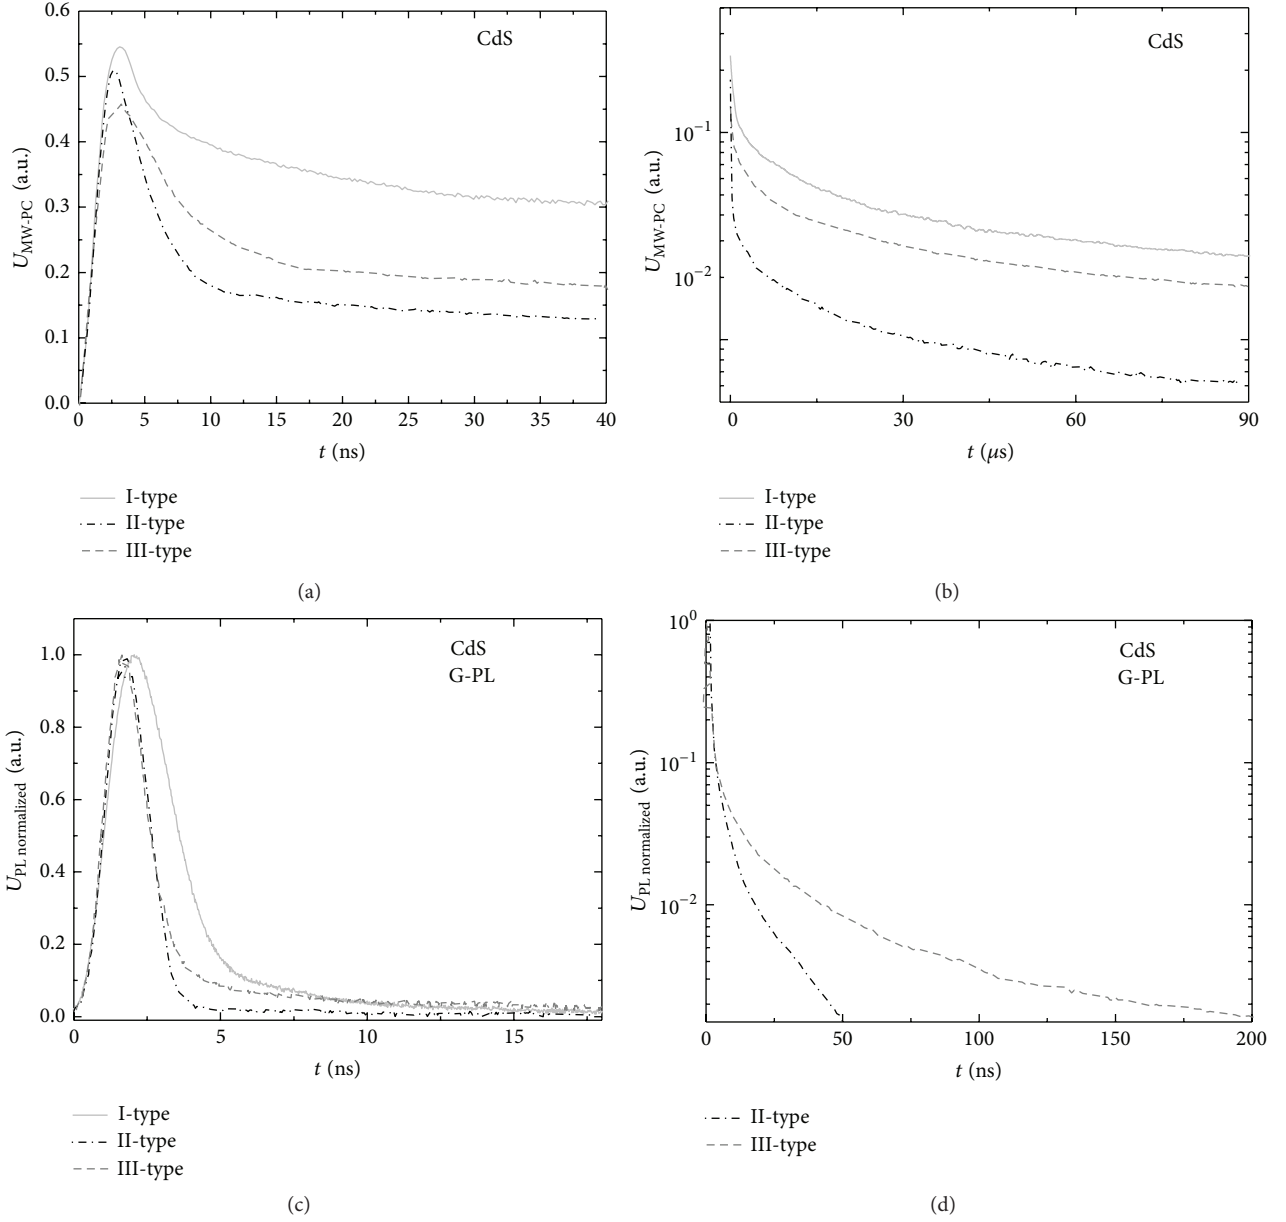 0.6
0.5
0.4
0.3
0.2
0.1
0.0
U_MW-PC (a.u.)
CdS
0 5 10 15 20 25 30 35 40
t (ns)
I-type
II-type
III-type
(a)
CdS
10⁻¹
10⁻²
U_MW-PC (a.u.)
0 30 60 90
t (μs)
I-type
II-type
III-type
(b)
CdS
G-PL
1.0
0.8
0.6
0.4
0.2
0.0
U_PL normalized (a.u.)
0 5 10 15
t (ns)
I-type
II-type
III-type
(c)
10⁰
CdS
G-PL
10⁻¹
10⁻²
U_PL normalized (a.u.)
0 50 100 150 200
t (ns)
II-type
III-type
(d)